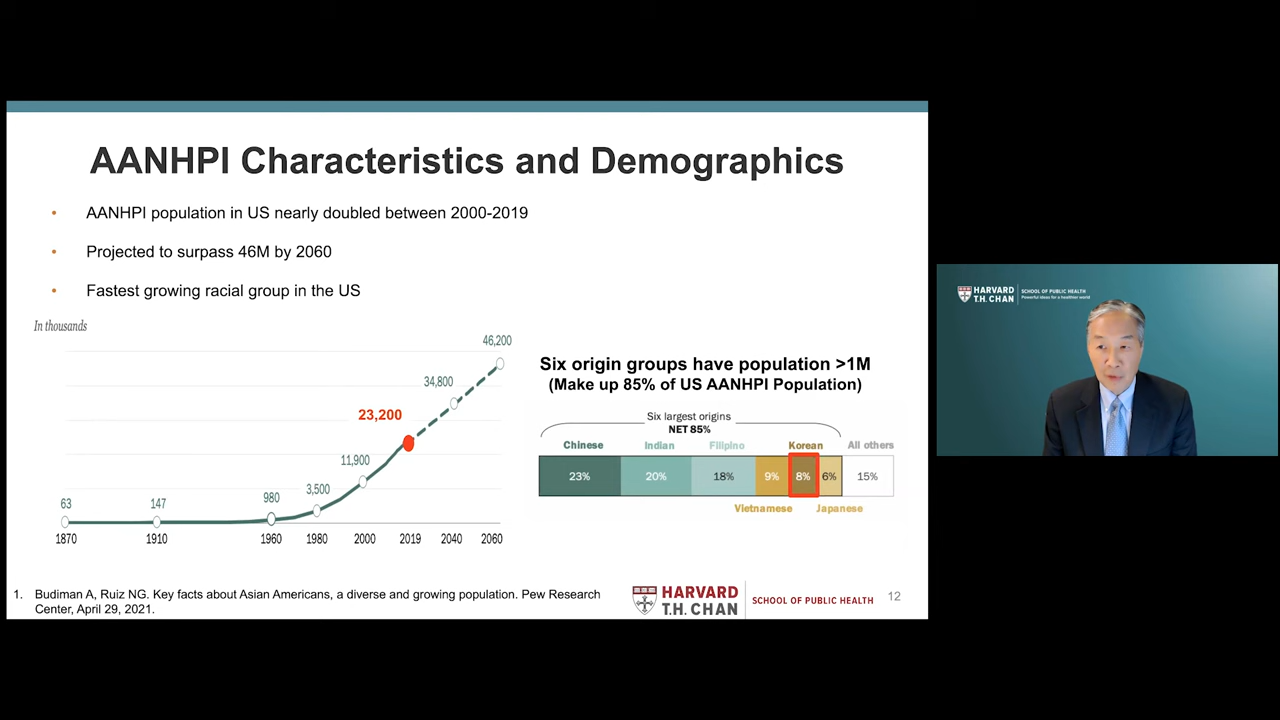 AANHPI Characteristics and Demographics
• AANHPI population in US nearly doubled between 2000-2019
• Projected to surpass 46M by 2060
• Fastest growing racial group in the US
In thousands
46,200
34,800
23,200
11,900
3,500
980
147
63
1870 1910 1960 1980 2000 2019 2040 2060
Six origin groups have population >1M
(Make up 85% of US AANHPI Population)
Six largest origins
NET 85%
Chinese Indian Filipino Korean All others
23% 20% 18% 9% 8% 6% 15%
Vietnamese Japanese
1. Budiman A, Ruiz NG. Key facts about Asian Americans, a diverse and growing population. Pew Research
Center, April 29, 2021.
HARVARD
T.H. CHAN
SCHOOL OF PUBLIC HEALTH
12
HARVARD
T.H. CHAN
SCHOOL OF PUBLIC HEALTH
Powerful ideas for a healthier world